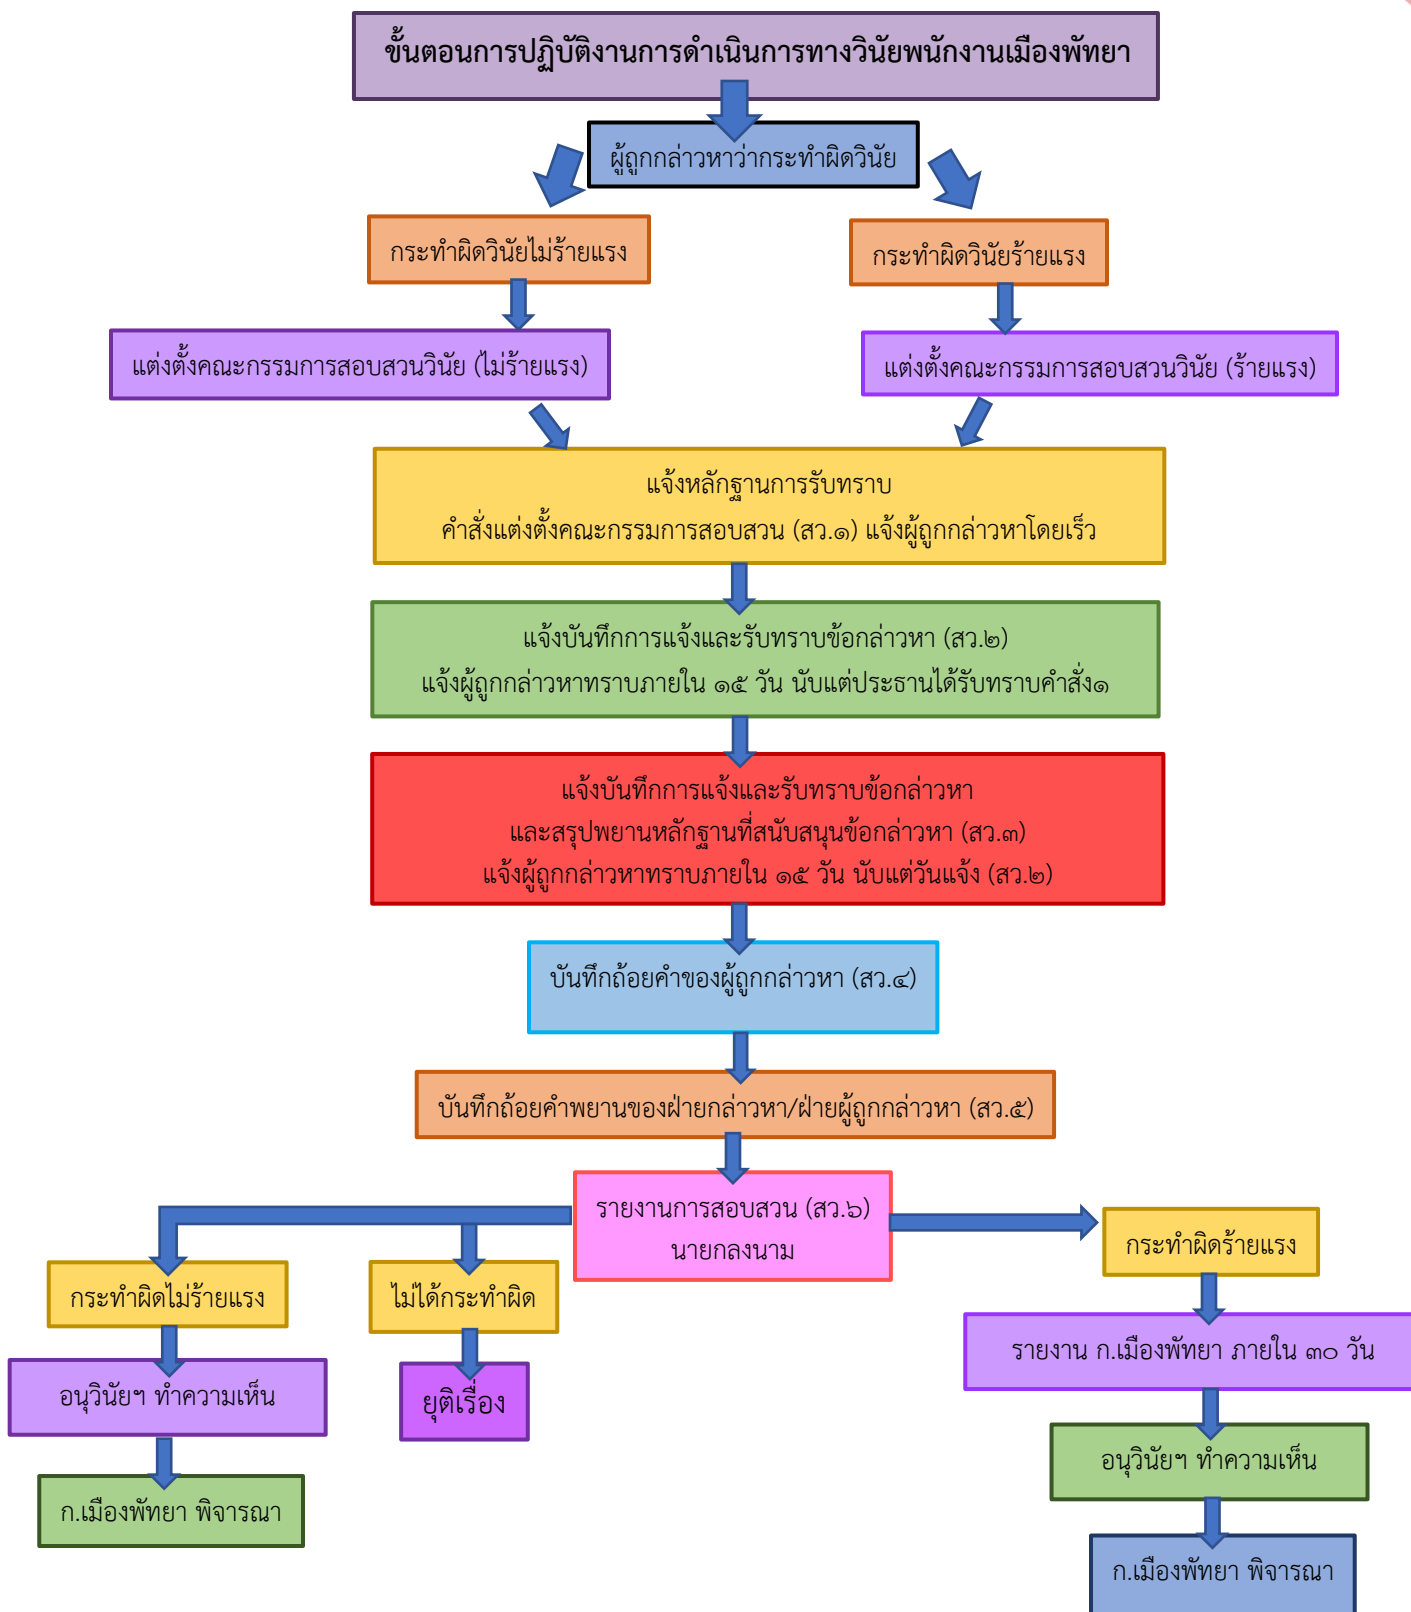 ขั้นตอนการปฏิบัติงานการดำเนินการทางวินัยพนักงานเมืองพัทยา
ผู้ถูกกล่าวหาว่ากระทำผิดวินัย
กระทำผิดวินัยไม่ร้ายแรง
กระทำผิดวินัยร้ายแรง
แต่งตั้งคณะกรรมการสอบสวนวินัย (ไม่ร้ายแรง)
แต่งตั้งคณะกรรมการสอบสวนวินัย (ร้ายแรง)
แจ้งหลักฐานการรับทราบ
คำสั่งแต่งตั้งคณะกรรมการสอบสวน (สว.๑) แจ้งผู้ถูกกล่าวหาโดยเร็ว
แจ้งบันทึกการแจ้งและรับทราบข้อกล่าวหา (สว.๒)
แจ้งผู้ถูกกล่าวหาทราบภายใน ๑๕ วัน นับแต่ประธานได้รับทราบคำสั่ง๑
แจ้งบันทึกการแจ้งและรับทราบข้อกล่าวหา
และสรุปพยานหลักฐานที่สนับสนุนข้อกล่าวหา (สว.๓)
แจ้งผู้ถูกกล่าวหาทราบภายใน ๑๕ วัน นับแต่วันแจ้ง (สว.๒)
บันทึกถ้อยคำของผู้ถูกกล่าวหา (สว.๔)
บันทึกถ้อยคำพยานของฝ่ายกล่าวหา/ฝ่ายผู้ถูกกล่าวหา (สว.๕)
รายงานการสอบสวน (สว.๖)
นายกลงนาม
กระทำผิดร้ายแรง
กระทำผิดไม่ร้ายแรง
ไม่ได้กระทำผิด
รายงาน ก.เมืองพัทยา ภายใน ๓๐ วัน
อนุวินัยฯ ทำความเห็น
ยุติเรื่อง
อนุวินัยฯ ทำความเห็น
ก.เมืองพัทยา พิจารณา
ก.เมืองพัทยา พิจารณา